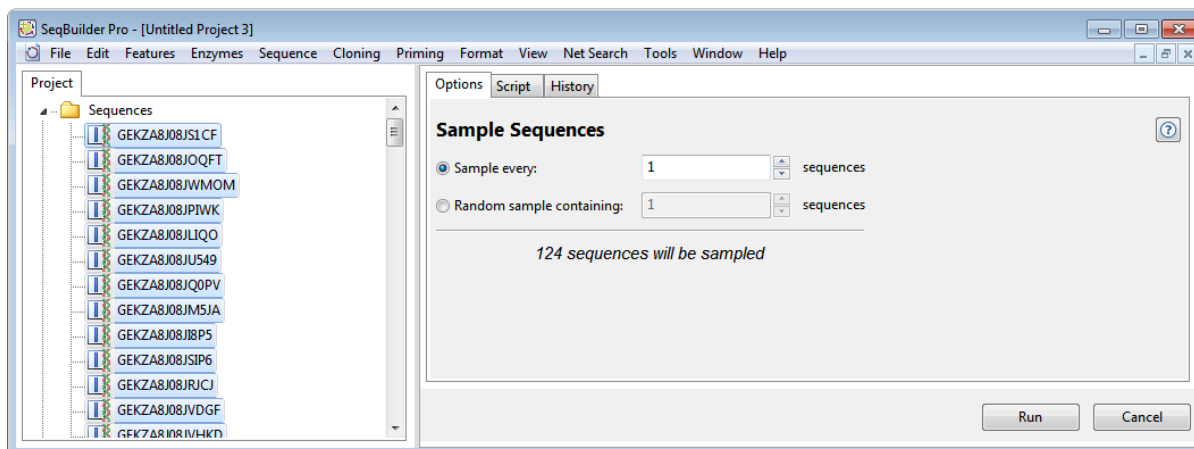 SeqBuilder Pro - [Untitled Project 3]
File Edit Features Enzymes Sequence Cloning Priming Format View Net Search Tools Window Help
Project
Sequences
GEKZA8J08JS1CF
GEKZA8J08JOQFT
GEKZA8J08JWMOM
GEKZA8J08JPIWK
GEKZA8J08JLIQO
GEKZA8J08JU549
GEKZA8J08JQ0PV
GEKZA8J08JM5JA
GEKZA8J08JI8P5
GEKZA8J08JSIP6
GEKZA8J08JRJCJ
GEKZA8J08JVDGF
GEKZA8J08JVHKD
Options Script History
Sample Sequences
Sample every: 1 sequences
Random sample containing: 1 sequences
124 sequences will be sampled
Run Cancel